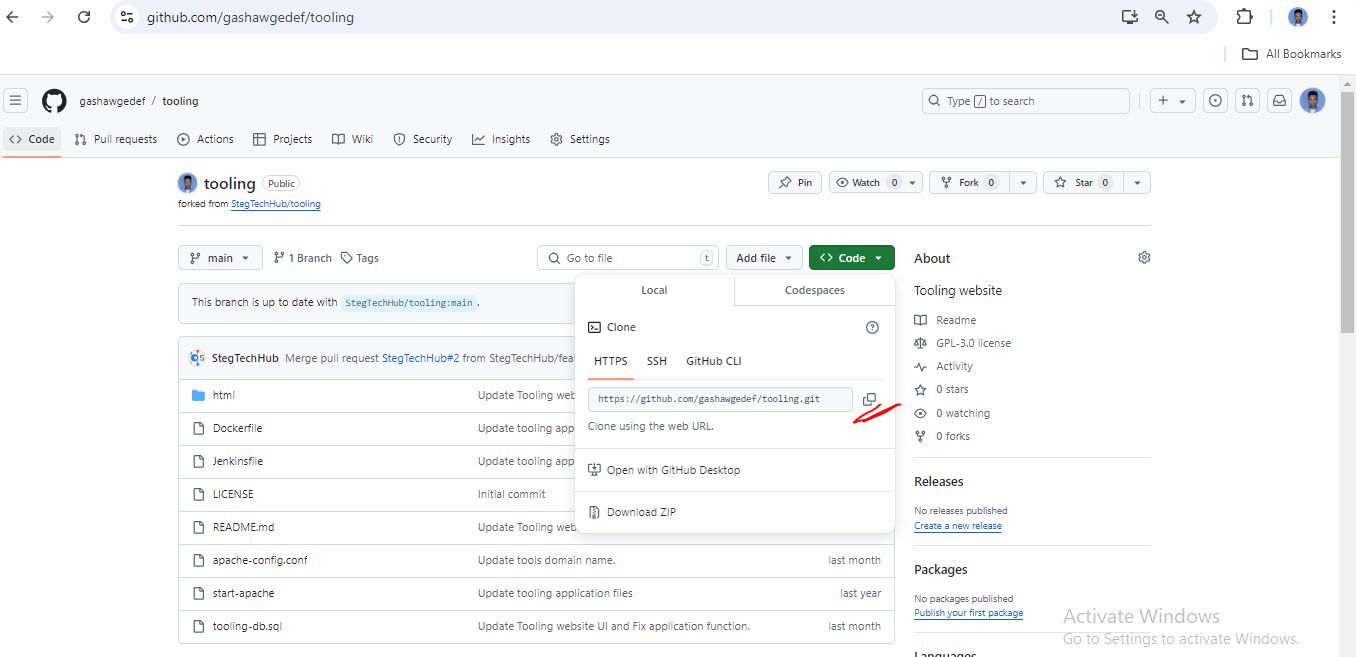 github.com/gashawgedef/tooling
All Bookmarks
gashawgedef / tooling
Type / to search
Code Pull requests Actions Projects Wiki Security Insights Settings
tooling Public
Pin Watch 0 Fork 0 Star 0
forked from StegTechHub/tooling
main 1 Branch Tags Go to file t Add file Code
About
Tooling website
Readme
GPL-3.0 license
Activity
0 stars
0 watching
0 forks
This branch is up to date with StegTechHub/tooling:main .
Local Codespaces
Clone
HTTPS SSH GitHub CLI
https://github.com/gashawgedef/tooling.git
Clone using the web URL.
Open with GitHub Desktop
Download ZIP
StegTechHub Merge pull request StegTechHub#2 from StegTechHub/fea
html Update Tooling web
Dockerfile Update tooling app
Jenkinsfile Update tooling app
LICENSE Initial commit
README.md Update Tooling web
apache-config.conf Update tools domain name. last month
start-apache Update tooling application files last year
tooling-db.sql Update Tooling website UI and Fix application function. last month
Releases
No releases published
Create a new release
Packages
No packages published
Publish your first package
Languages
Activate Windows
Go to Settings to activate Windows.